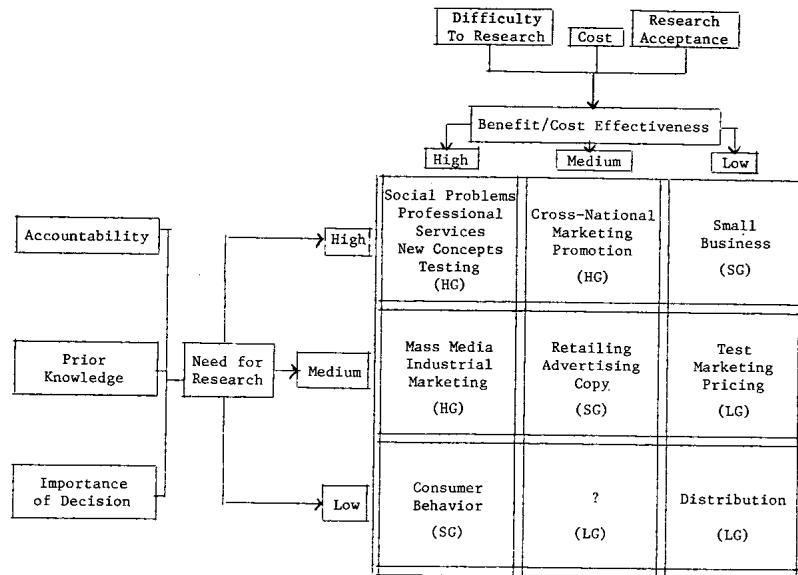 Difficulty
To Research
Cost
Research
Acceptance
Benefit/Cost Effectiveness
High
Medium
Low
Accountability
Prior
Knowledge
Importance
of Decision
Need for
Research
High
Medium
Low
Social Problems
Professional
Services
New Concepts
Testing
(HG)
Cross-National
Marketing
Promotion
(HG)
Small
Business
(SG)
Mass Media
Industrial
Marketing
(HG)
Retailing
Advertising
Copy
(SG)
Test
Marketing
Pricing
(LG)
Consumer
Behavior
(SG)
?
(LG)
Distribution
(LG)